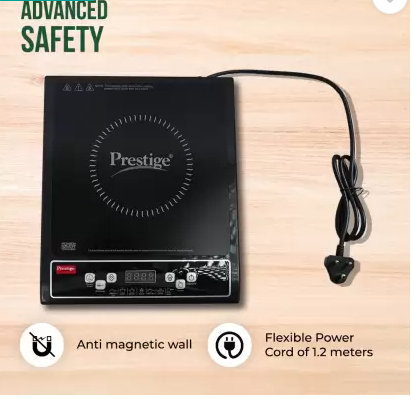 ADVANCED
SAFETY
Prestige
Prestige
Anti magnetic wall
Flexible Power
Cord of 1.2 meters